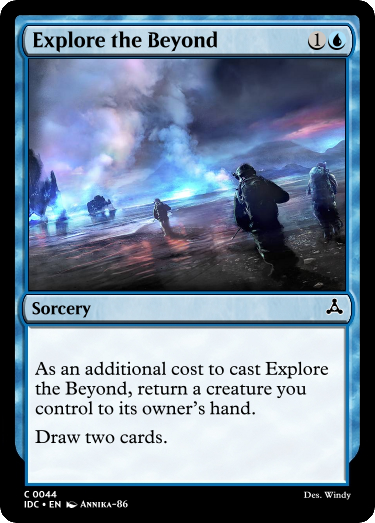 Explore the Beyond 1
Sorcery
As an additional cost to cast Explore
the Beyond, return a creature you
control to its owner's hand.
Draw two cards.
C 0044
IDC • EN Annika-86
Des. Windy